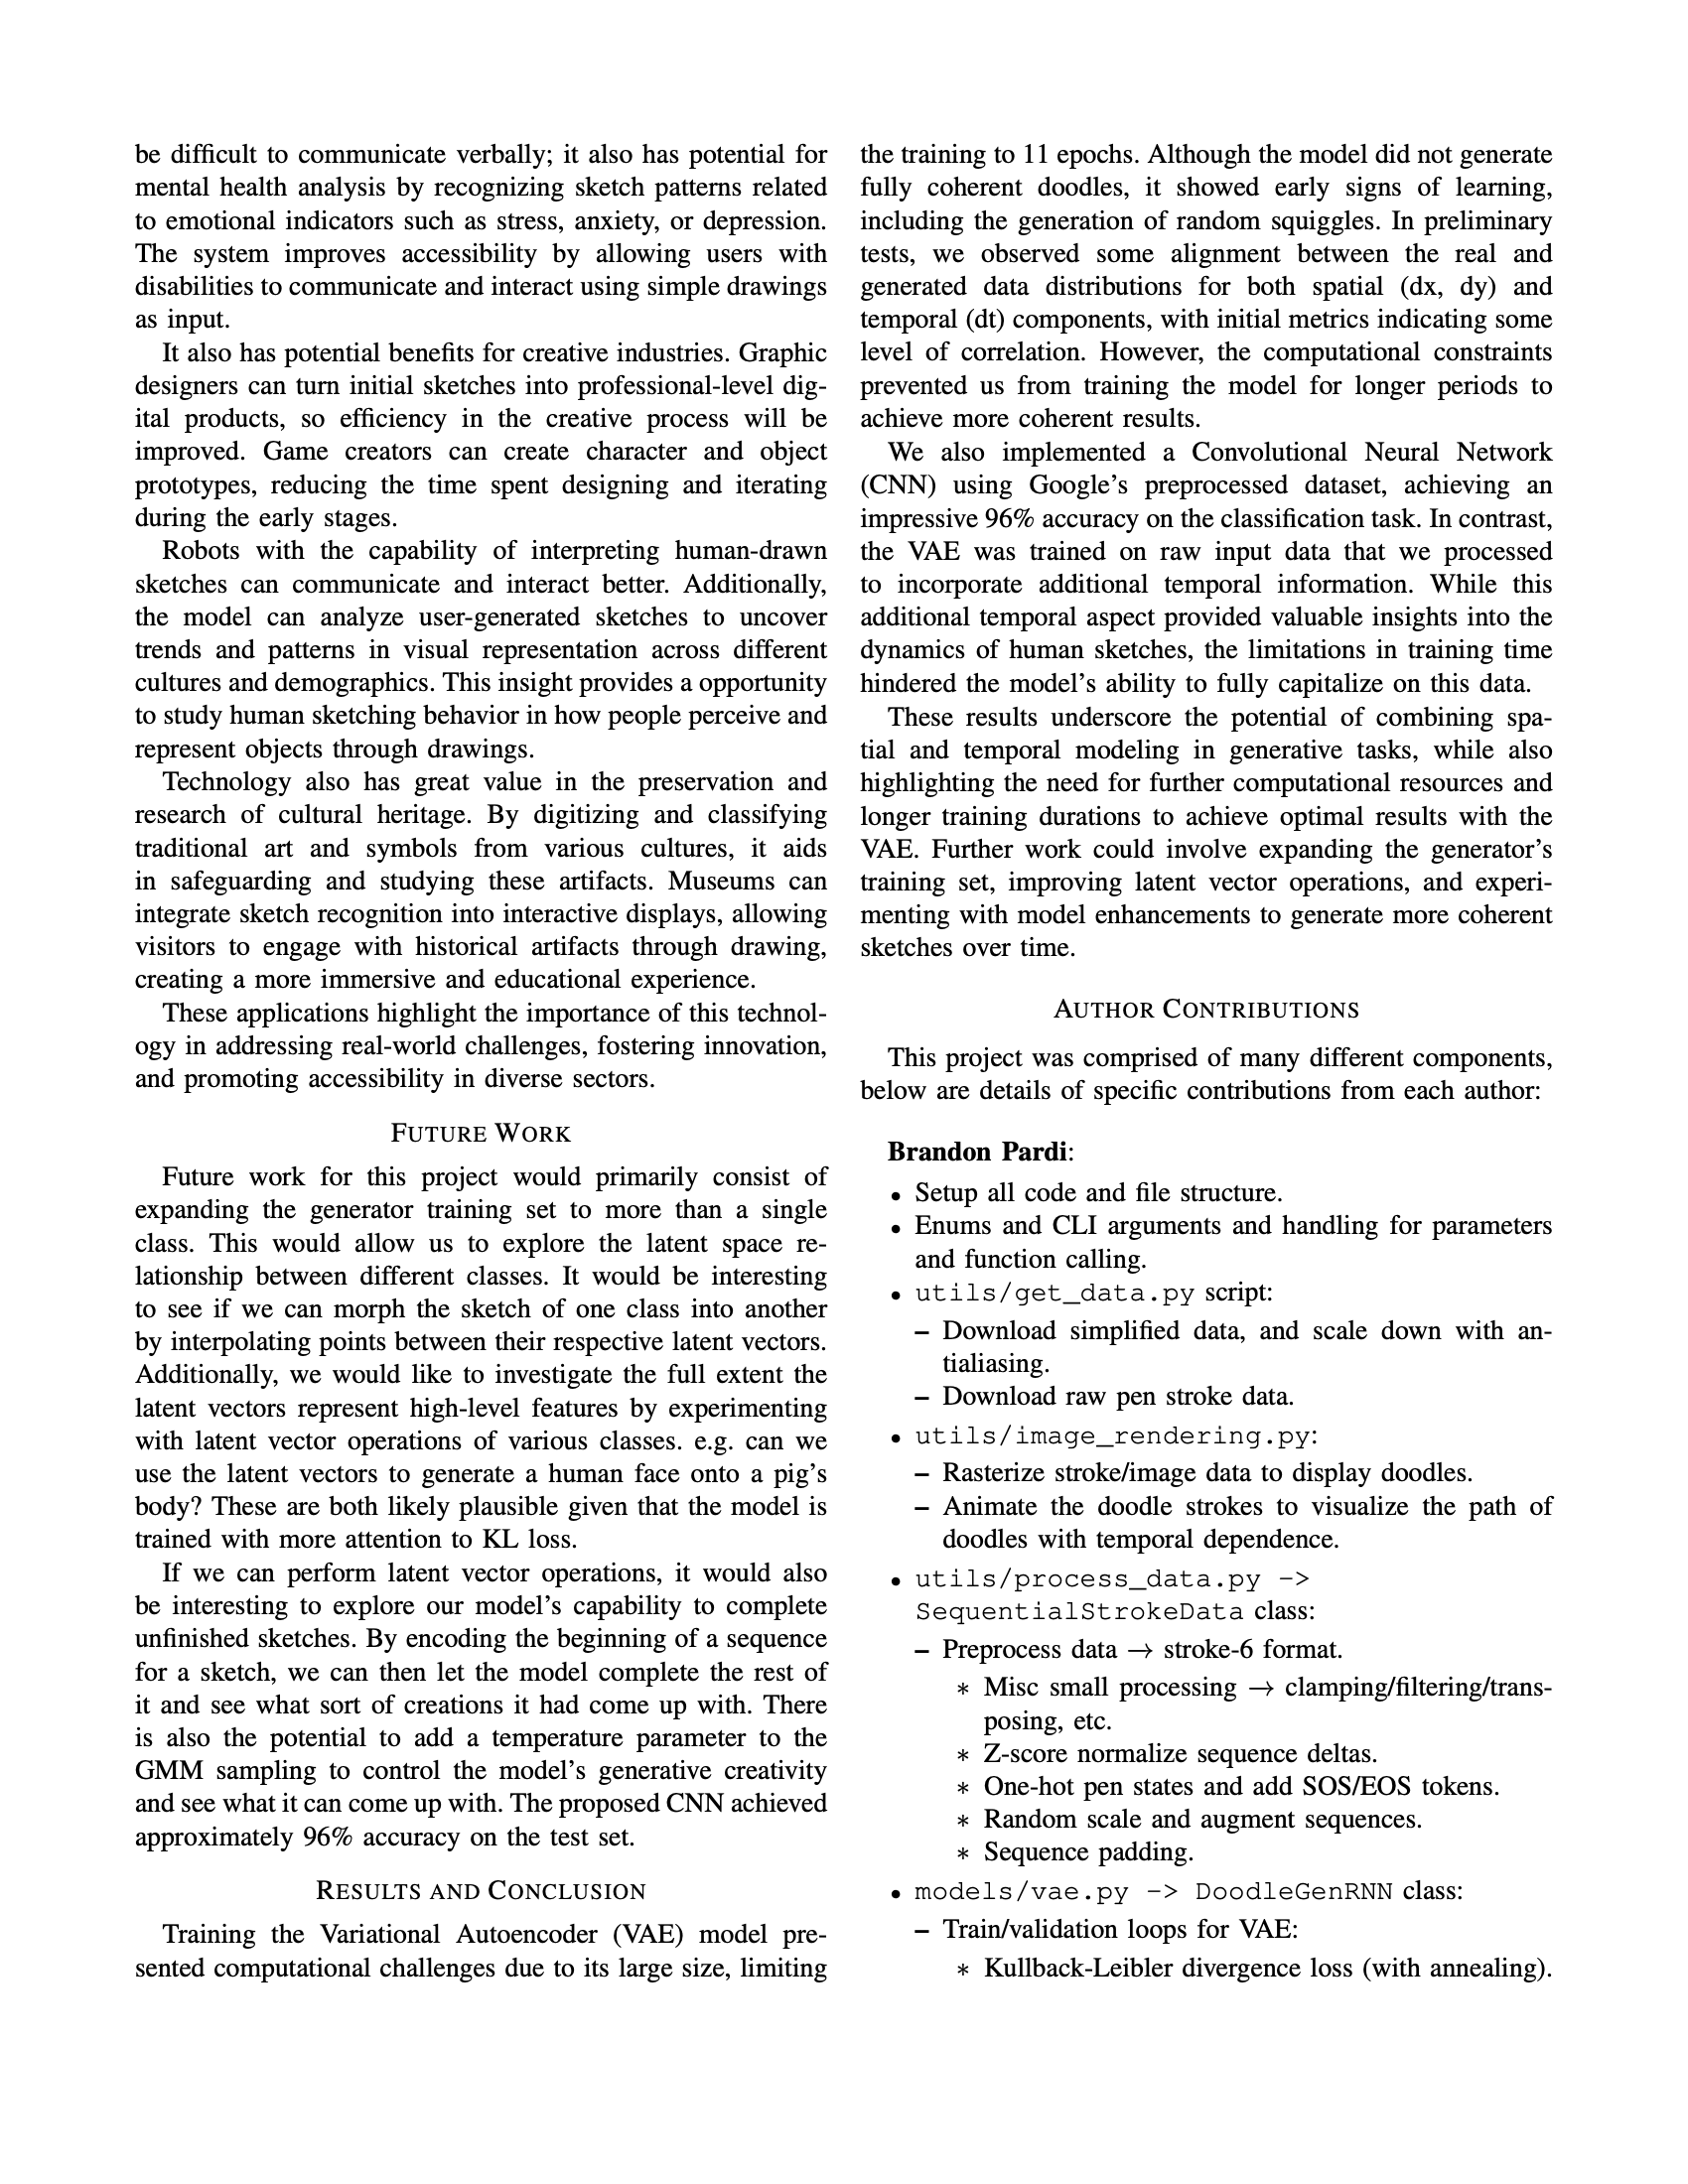 be difficult to communicate verbally; it also has potential for
mental health analysis by recognizing sketch patterns related
to emotional indicators such as stress, anxiety, or depression.
The system improves accessibility by allowing users with
disabilities to communicate and interact using simple drawings
as input.
It also has potential benefits for creative industries. Graphic
designers can turn initial sketches into professional-level dig-
ital products, so efficiency in the creative process will be
improved. Game creators can create character and object
prototypes, reducing the time spent designing and iterating
during the early stages.
Robots with the capability of interpreting human-drawn
sketches can communicate and interact better. Additionally,
the model can analyze user-generated sketches to uncover
trends and patterns in visual representation across different
cultures and demographics. This insight provides a opportunity
to study human sketching behavior in how people perceive and
represent objects through drawings.
Technology also has great value in the preservation and
research of cultural heritage. By digitizing and classifying
traditional art and symbols from various cultures, it aids
in safeguarding and studying these artifacts. Museums can
integrate sketch recognition into interactive displays, allowing
visitors to engage with historical artifacts through drawing,
creating a more immersive and educational experience.
These applications highlight the importance of this technol-
ogy in addressing real-world challenges, fostering innovation,
and promoting accessibility in diverse sectors.
FUTURE WORK
Future work for this project would primarily consist of
expanding the generator training set to more than a single
class. This would allow us to explore the latent space re-
lationship between different classes. It would be interesting
to see if we can morph the sketch of one class into another
by interpolating points between their respective latent vectors.
Additionally, we would like to investigate the full extent the
latent vectors represent high-level features by experimenting
with latent vector operations of various classes. e.g. can we
use the latent vectors to generate a human face onto a pig's
body? These are both likely plausible given that the model is
trained with more attention to KL loss.
If we can perform latent vector operations, it would also
be interesting to explore our model's capability to complete
unfinished sketches. By encoding the beginning of a sequence
for a sketch, we can then let the model complete the rest of
it and see what sort of creations it had come up with. There
is also the potential to add a temperature parameter to the
GMM sampling to control the model's generative creativity
and see what it can come up with. The proposed CNN achieved
approximately 96% accuracy on the test set.
RESULTS AND CONCLUSION
Training the Variational Autoencoder (VAE) model pre-
sented computational challenges due to its large size, limiting
the training to 11 epochs. Although the model did not generate
fully coherent doodles, it showed early signs of learning,
including the generation of random squiggles. In preliminary
tests, we observed some alignment between the real and
generated data distributions for both spatial (dx, dy) and
temporal (dt) components, with initial metrics indicating some
level of correlation. However, the computational constraints
prevented us from training the model for longer periods to
achieve more coherent results.
We also implemented a Convolutional Neural Network
(CNN) using Google's preprocessed dataset, achieving an
impressive 96% accuracy on the classification task. In contrast,
the VAE was trained on raw input data that we processed
to incorporate additional temporal information. While this
additional temporal aspect provided valuable insights into the
dynamics of human sketches, the limitations in training time
hindered the model's ability to fully capitalize on this data.
These results underscore the potential of combining spa-
tial and temporal modeling in generative tasks, while also
highlighting the need for further computational resources and
longer training durations to achieve optimal results with the
VAE. Further work could involve expanding the generator's
training set, improving latent vector operations, and experi-
menting with model enhancements to generate more coherent
sketches over time.
AUTHOR CONTRIBUTIONS
This project was comprised of many different components,
below are details of specific contributions from each author:
Brandon Pardi:
• Setup all code and file structure.
• Enums and CLI arguments and handling for parameters
and function calling.
• utils/get_data.py script:
– Download simplified data, and scale down with an-
tialiasing.
– Download raw pen stroke data.
• utils/image_rendering.py:
– Rasterize stroke/image data to display doodles.
– Animate the doodle strokes to visualize the path of
doodles with temporal dependence.
• utils/process_data.py ->
SequentialStrokeData class:
– Preprocess data → stroke-6 format.
∗ Misc small processing → clamping/filtering/trans-
posing, etc.
∗ Z-score normalize sequence deltas.
∗ One-hot pen states and add SOS/EOS tokens.
∗ Random scale and augment sequences.
∗ Sequence padding.
• models/vae.py -> DoodleGenRNN class:
– Train/validation loops for VAE:
∗ Kullback-Leibler divergence loss (with annealing).